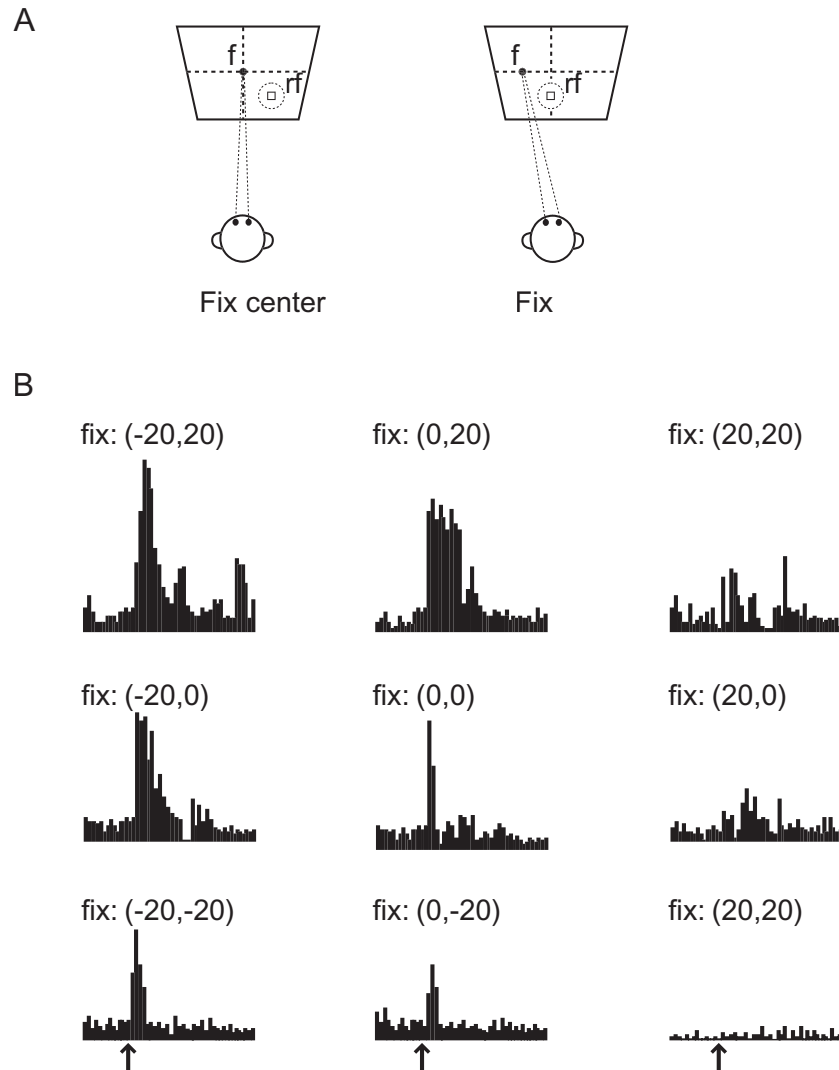 A
f
rf
f
rf
Fix center
Fix
B
fix: (-20,20)
fix: (0,20)
fix: (20,20)
fix: (-20,0)
fix: (0,0)
fix: (20,0)
fix: (-20,-20)
fix: (0,-20)
fix: (20,20)